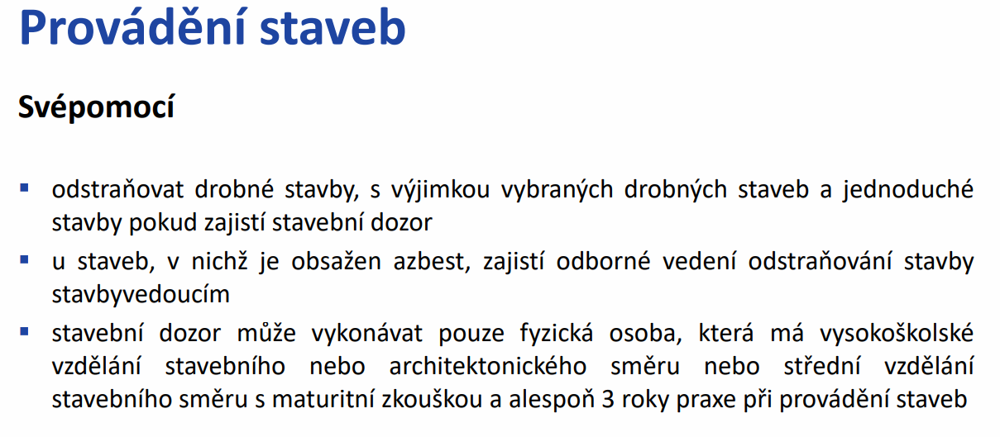 Provádění staveb
Svépomocí
▪ odstraňovat drobné stavby, s výjimkou vybraných drobných staveb a jednoduché
stavby pokud zajistí stavební dozor
▪ u staveb, v nichž je obsažen azbest, zajistí odborné vedení odstraňování stavby
stavbyvedoucím
▪ stavební dozor může vykonávat pouze fyzická osoba, která má vysokoškolské
vzdělání stavebního nebo architektonického směru nebo střední vzdělání
stavebního směru s maturitní zkouškou a alespoň 3 roky praxe při provádění staveb